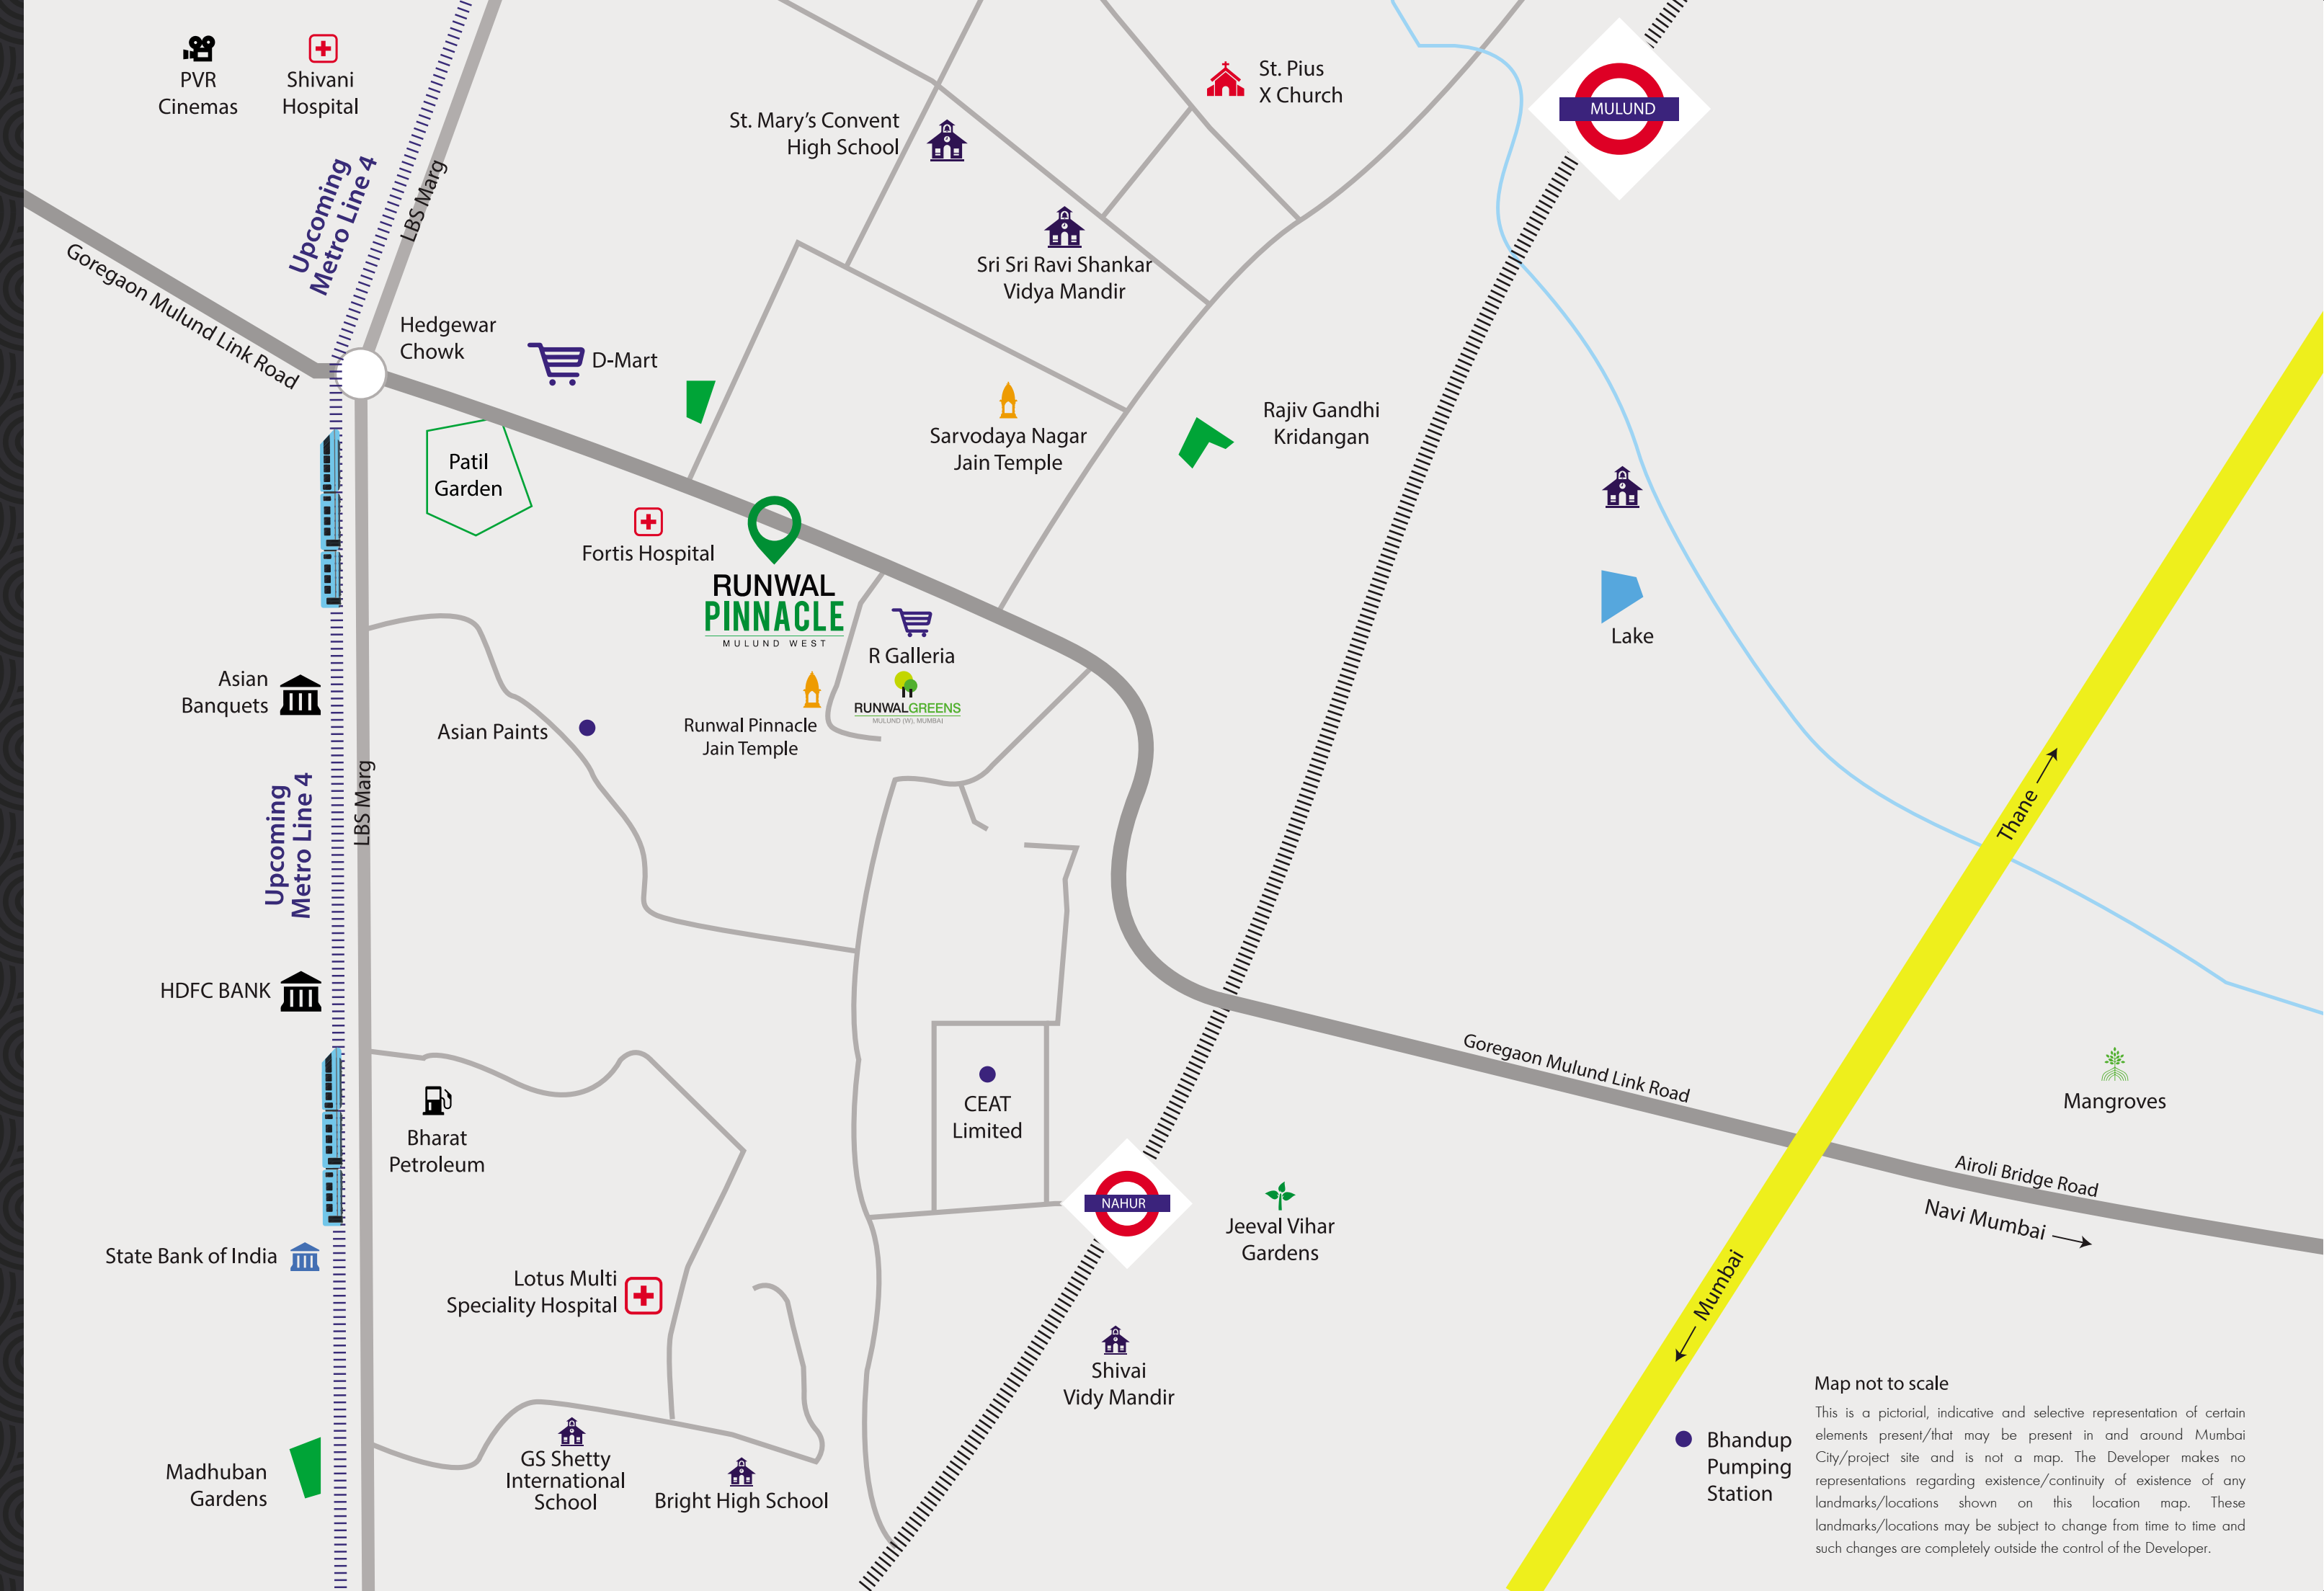 PVR
Cinemas
Shivani
Hospital
St. Pius
X Church
MULUND
St. Mary's Convent
High School
Upcoming
Metro Line 4
LBS Marg
Goregaon Mulund Link Road
Sri Sri Ravi Shankar
Vidya Mandir
Hedgewar
Chowk
D-Mart
Patil
Garden
Sarvodaya Nagar
Jain Temple
Rajiv Gandhi
Kridangan
Fortis Hospital
RUNWAL
PINNACLE
MULUND WEST
R Galleria
RUNWALGREENS
MULUND (W), MUMBAI
Lake
Asian
Banquets
Asian Paints
Runwal Pinnacle
Jain Temple
Upcoming
Metro Line 4
LBS Marg
Thane
HDFC BANK
Goregaon Mulund Link Road
CEAT
Limited
Mangroves
Bharat
Petroleum
NAHUR
Airoli Bridge Road
Navi Mumbai
Jeeval Vihar
Gardens
State Bank of India
Lotus Multi
Speciality Hospital
Mumbai
Shivai
Vidy Mandir
Madhuban
Gardens
GS Shetty
International
School
Bright High School
Bhandup
Pumping
Station
Map not to scale
This is a pictorial, indicative and selective representation of certain
elements present/that may be present in and around Mumbai
City/project site and is not a map. The Developer makes no
representations regarding existence/continuity of existence of any
landmarks/locations shown on this location map. These
landmarks/locations may be subject to change from time to time and
such changes are completely outside the control of the Developer.